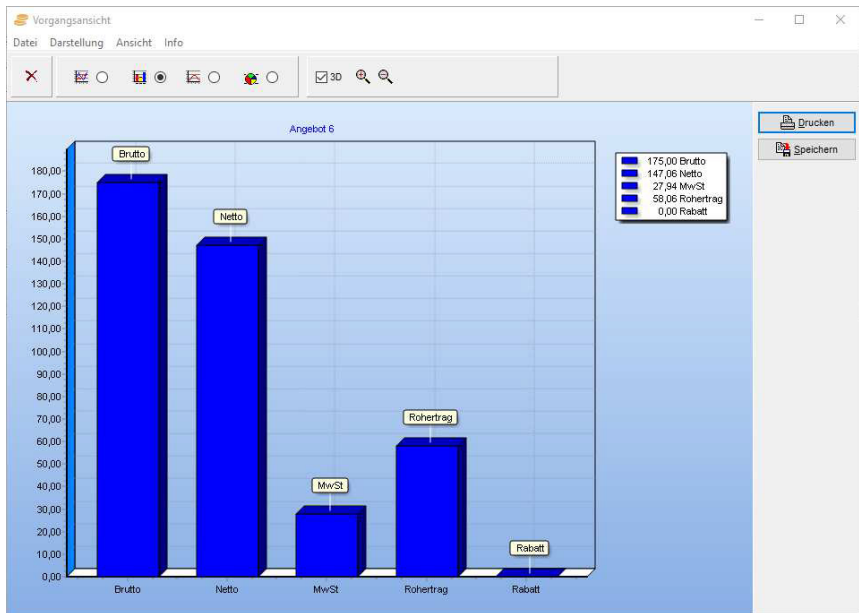 Vorgangsansicht
Datei Darstellung Ansicht Info
3D
Drucken
Speichern
Angebot 6
175,00 Brutto
147,06 Netto
27,94 MwSt
58,06 Rohertrag
0,00 Rabatt
Brutto
Netto
MwSt
Rohertrag
Rabatt
180,00
170,00
160,00
150,00
140,00
130,00
120,00
110,00
100,00
90,00
80,00
70,00
60,00
50,00
40,00
30,00
20,00
10,00
0,00
Brutto Netto MwSt Rohertrag Rabatt